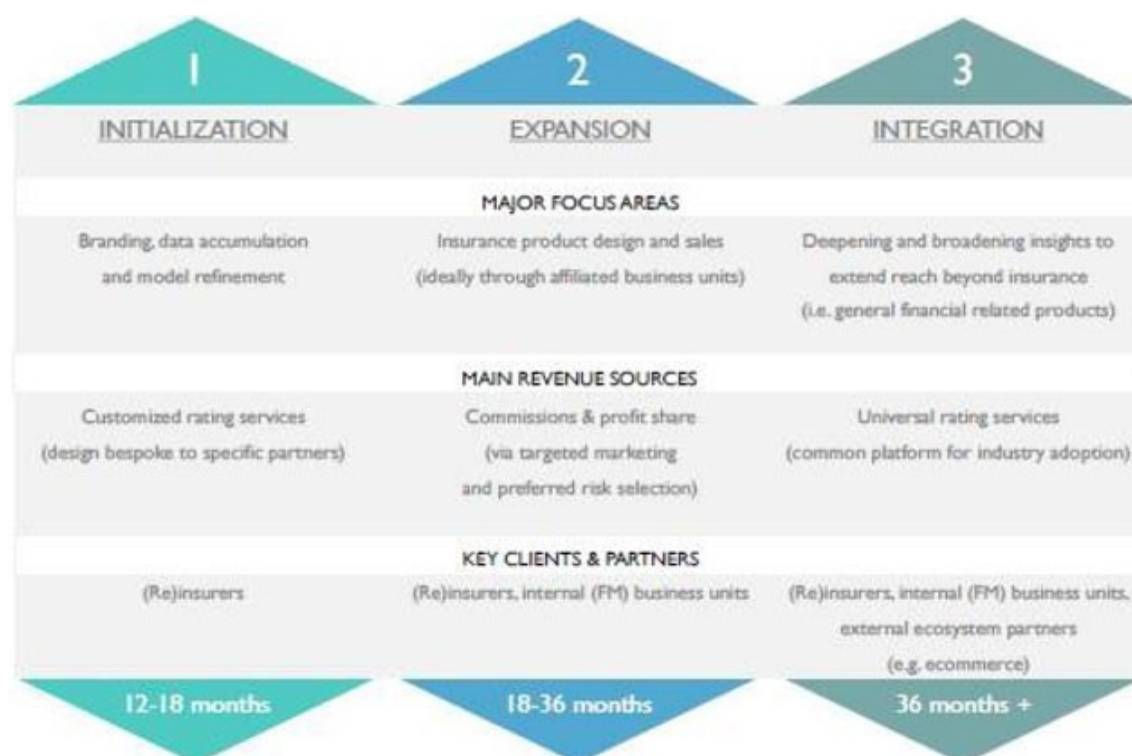 1
2
3
INITIALIZATION
EXPANSION
INTEGRATION
MAJOR FOCUS AREAS
Branding, data accumulation
and model refinement
Insurance product design and sales
(ideally through affiliated business units)
Deepening and broadening insights to
extend reach beyond insurance
(i.e. general financial related products)
MAIN REVENUE SOURCES
Customized rating services
(design bespoke to specific partners)
Commissions & profit share
(via targeted marketing
and preferred risk selection)
Universal rating services
(common platform for industry adoption)
KEY CLIENTS & PARTNERS
(Re)insurers
(Re)insurers, internal (FM) business units
(Re)insurers, internal (FM) business units,
external ecosystem partners
(e.g. ecommerce)
12-18 months
18-36 months
36 months +